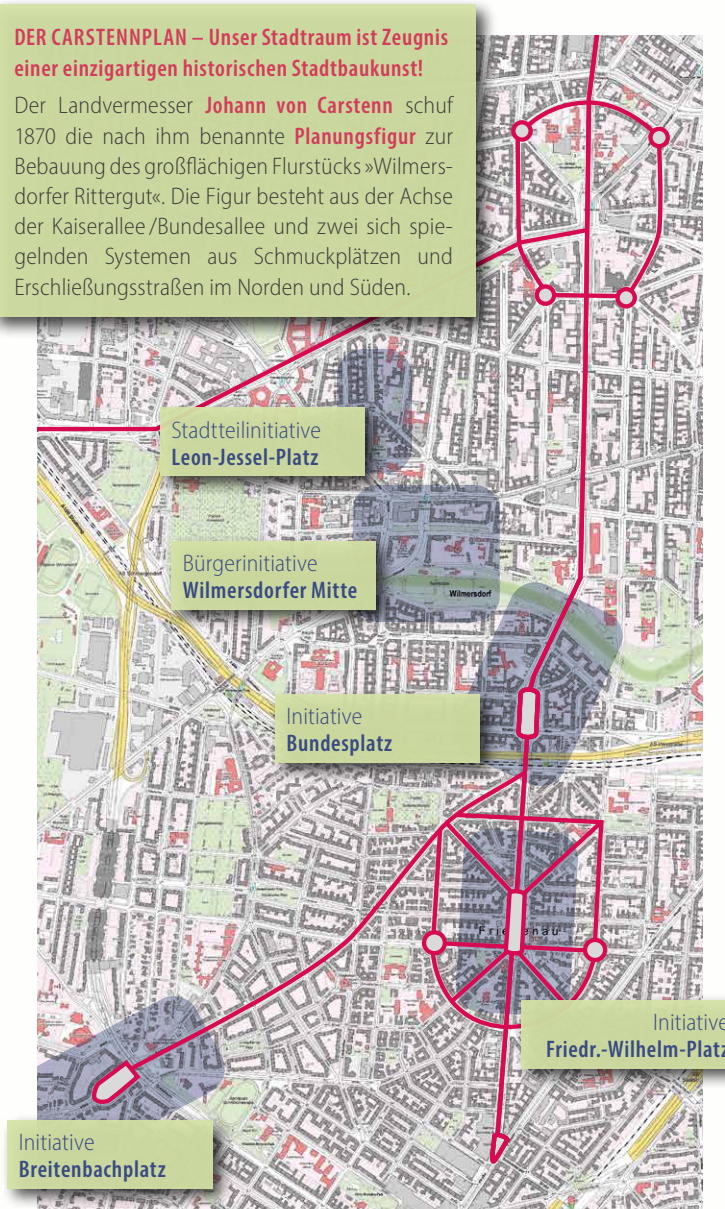 DER CARSTENNPLAN – Unser Stadtraum ist Zeugnis
einer einzigartigen historischen Stadtbaukunst!
Der Landvermesser Johann von Carstenn schuf
1870 die nach ihm benannte Planungsfigur zur
Bebauung des großflächigen Flurstücks »Wilmers-
dorfer Rittergut«. Die Figur besteht aus der Achse
der Kaiserallee/Bundesallee und zwei sich spie-
gelnden Systemen aus Schmuckplätzen und
Erschließungsstraßen im Norden und Süden.
Stadtteilinitiative
Leon-Jessel-Platz
Bürgerinitiative
Wilmersdorfer Mitte
Wilmersdorf
Initiative
Bundesplatz
Initiative
Friedr.-Wilhelm-Platz
Initiative
Breitenbachplatz